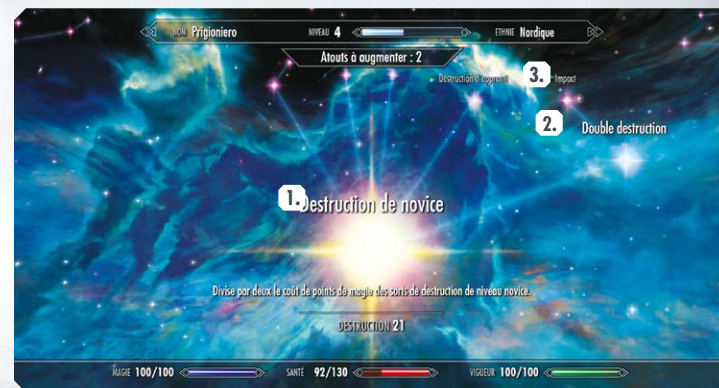 NOM Prigioniero NIVEAU 4 ETHNIE Nordique
Atouts à augmenter : 2
Destruction d'apprenti 3. Impact
2. Double destruction
1. Destruction de novice
Divise par deux le coût de points de magie des sorts de destruction de niveau novice.
DESTRUCTION 21
MAGIE 100/100 SANTÉ 92/130 VIGUEUR 100/100